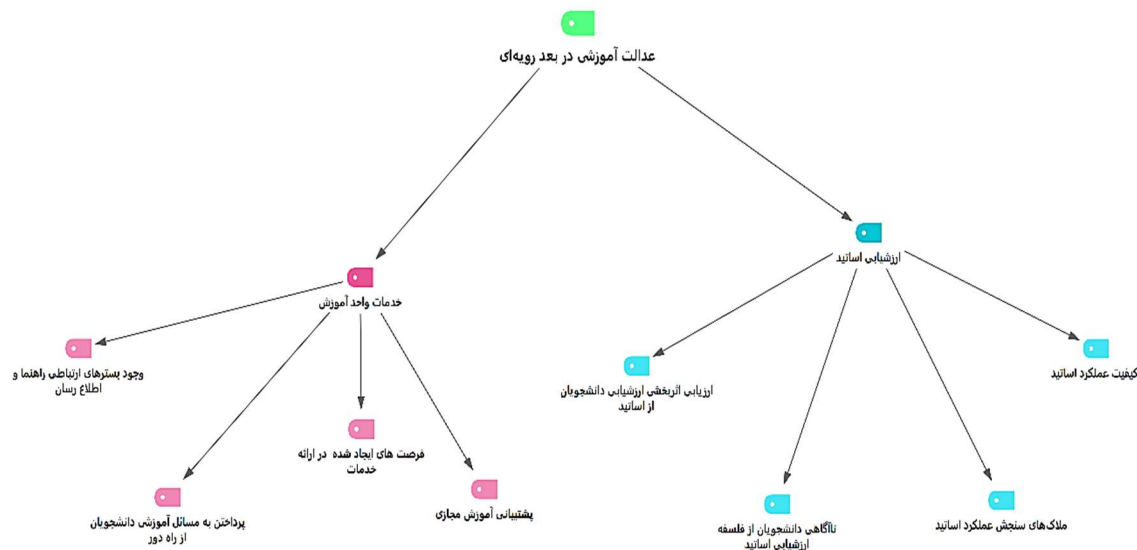 عدالت آموزشی در بعد رویه‌ای
ارزشیابی اساتید
خدمات واحد آموزش
کیفیت عملکرد اساتید
وجود بسترهای ارتباطی راهنما و
اطلاع رسان
ارزیابی اثربخشی ارزشیابی دانشجویان
از اساتید
فرصت های ایجاد شده در ارائه
خدمات
ملاک‌های سنجش عملکرد اساتید
ناآگاهی دانشجویان از فلسفه
ارزشیابی اساتید
پشتیبانی آموزش مجازی
پرداختن به مسائل آموزشی دانشجویان
از راه دور